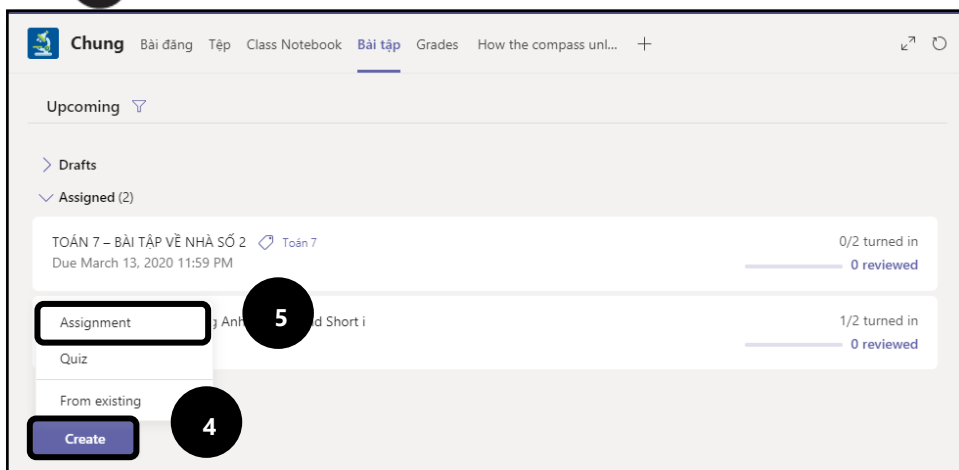 Chung Bài đăng Tệp Class Notebook Bài tập Grades How the compass unl... +
Upcoming
Drafts
Assigned (2)
TOÁN 7 – BÀI TẬP VỀ NHÀ SỐ 2 Toán 7 0/2 turned in
Due March 13, 2020 11:59 PM 0 reviewed
Assignment 5 Short i 1/2 turned in
Quiz 0 reviewed
From existing
4
Create